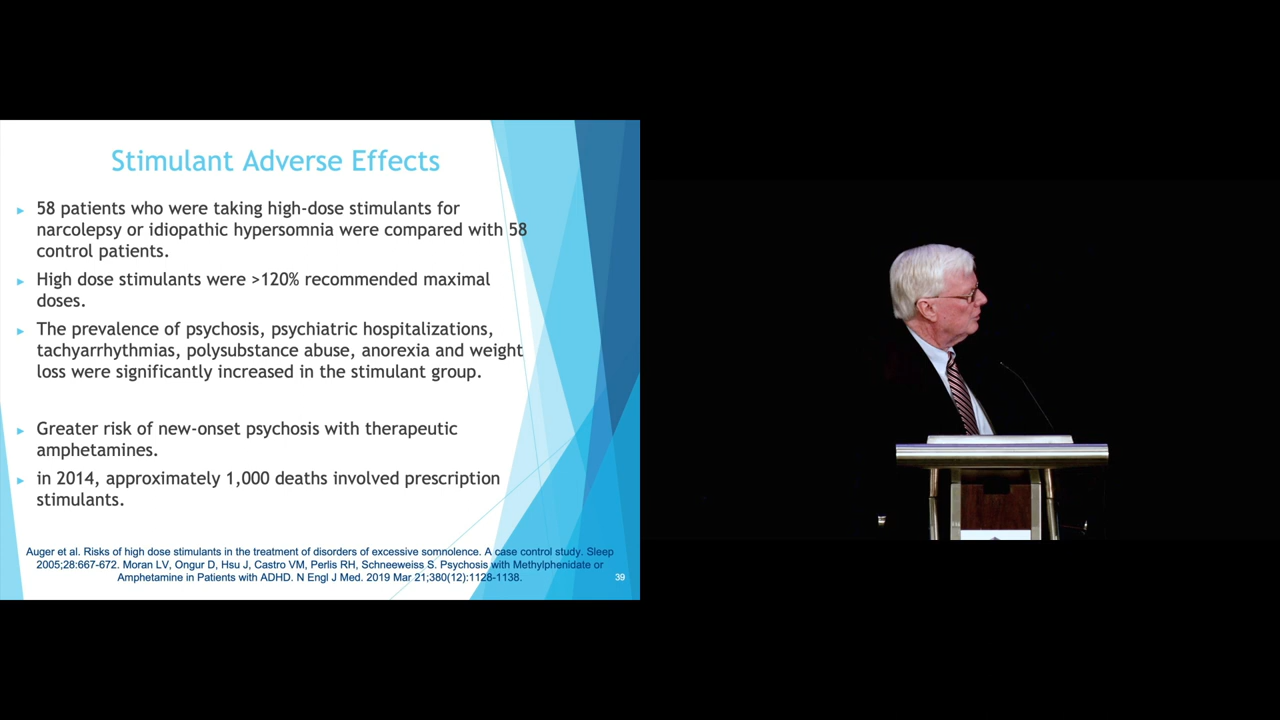 Stimulant Adverse Effects
58 patients who were taking high-dose stimulants for
narcolepsy or idiopathic hypersomnia were compared with 58
control patients.
High dose stimulants were >120% recommended maximal
doses.
The prevalence of psychosis, psychiatric hospitalizations,
tachyarrhythmias, polysubstance abuse, anorexia and weight
loss were significantly increased in the stimulant group.
Greater risk of new-onset psychosis with therapeutic
amphetamines.
in 2014, approximately 1,000 deaths involved prescription
stimulants.
Auger et al. Risks of high dose stimulants in the treatment of disorders of excessive somnolence. A case control study. Sleep
2005;28:667-672. Moran LV, Ongur D, Hsu J, Castro VM, Perlis RH, Schneeweiss S. Psychosis with Methylphenidate or
Amphetamine in Patients with ADHD. N Engl J Med. 2019 Mar 21;380(12):1128-1138.
39